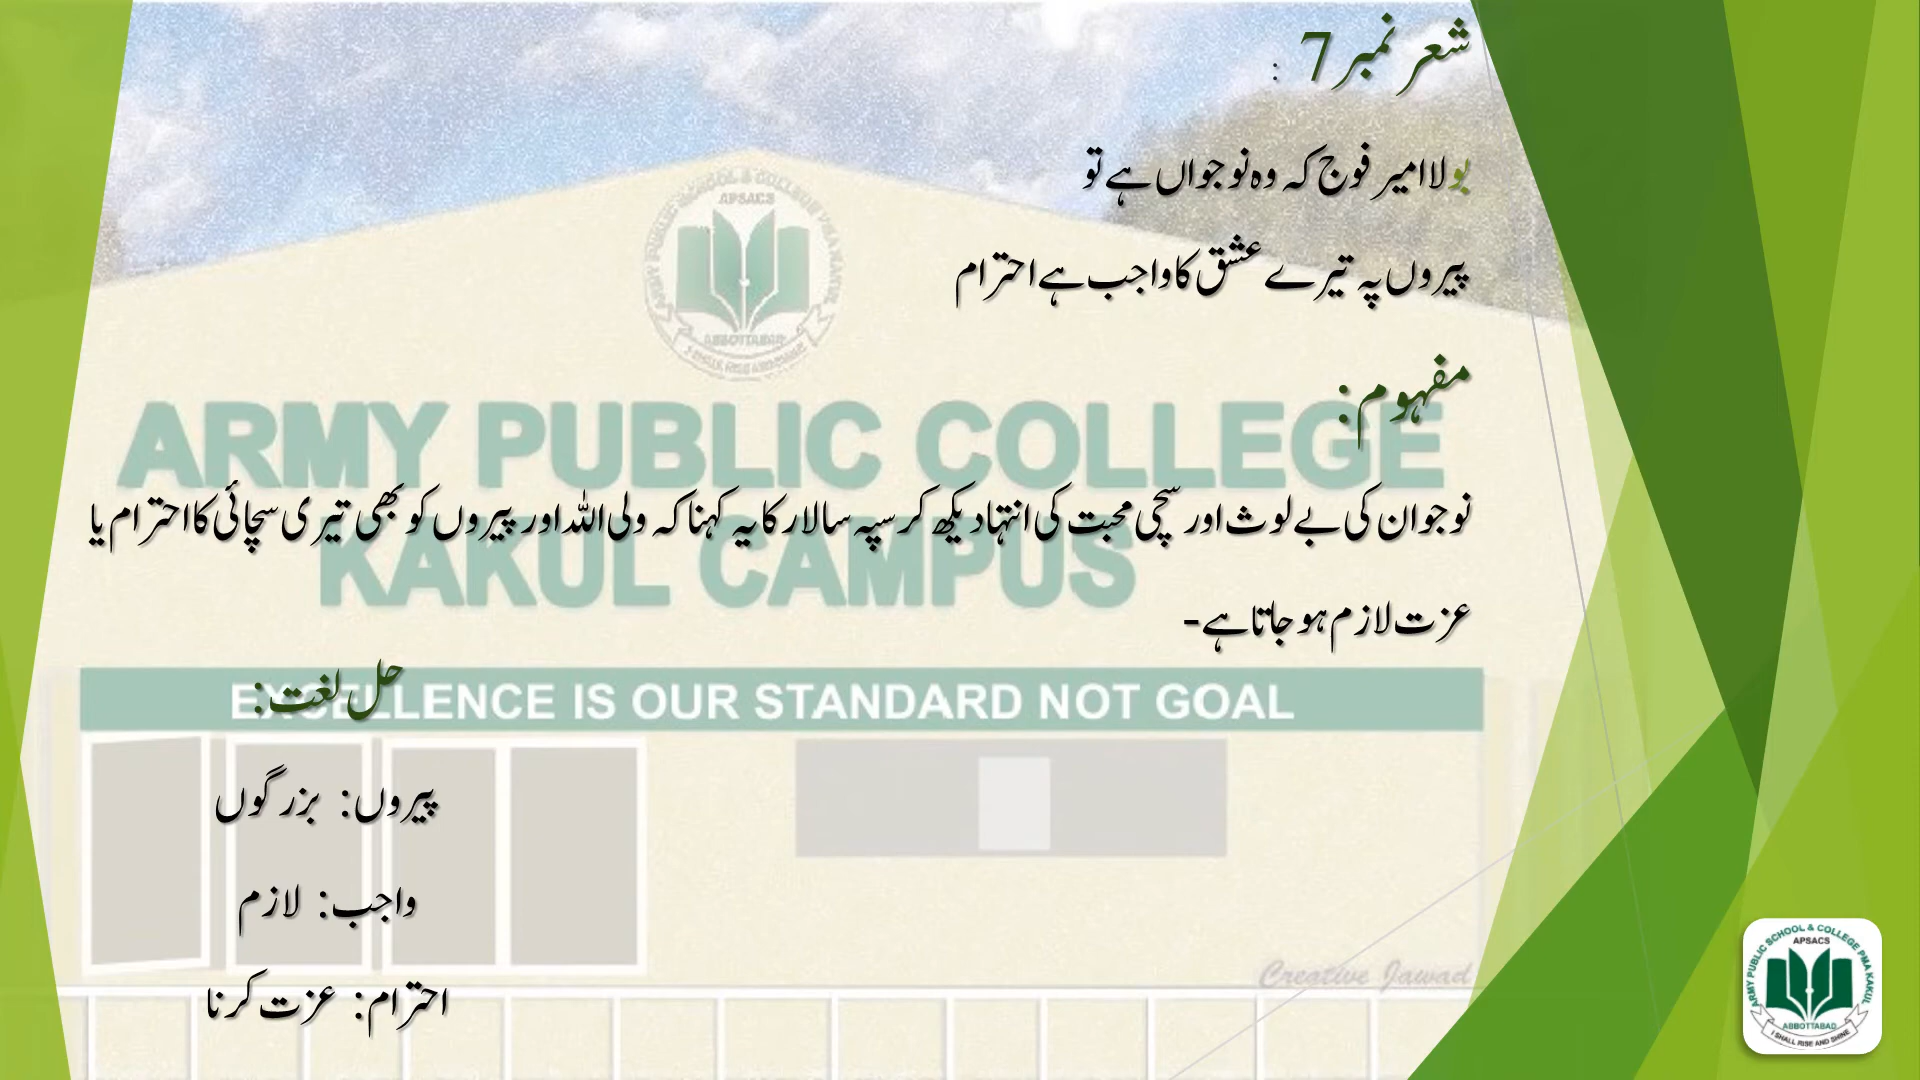 شعر نمبر 7 :
بولا امیر فوج کہ وہ نوجواں ہے تو
پیروں پہ تیرے عشق کا واجب ہے احترام
مفہوم:
نوجوان کی بے لوث اور سچی محبت کی انتہا دیکھ کر سپہ سالار کا یہ کہنا کہ ولی اللہ اور پیروں کو بھی تیری سچائی کا احترام یا
عزت لازم ہو جاتا ہے-
حل لغت:
پیروں: بزرگوں
واجب: لازم
احترام: عزت کرنا
APSACS
ABBOTTABAD
ARMY PUBLIC COLLEGE
KAKUL CAMPUS
EXCELLENCE IS OUR STANDARD NOT GOAL
Creative Jawad
ARMY PUBLIC SCHOOL & COLLEGE PMA KAKUL
APSACS
ABBOTTABAD
I SHALL RISE AND SHINE